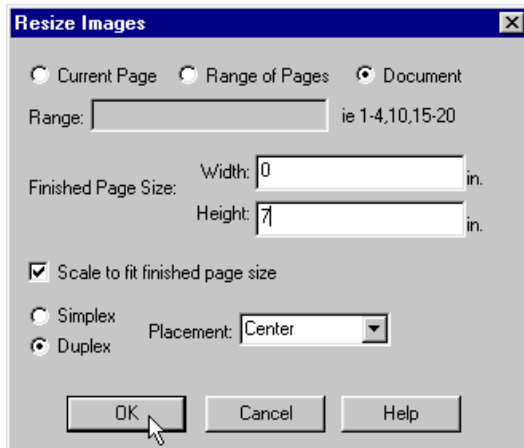 Resize Images
Current Page Range of Pages Document
Range: ie 1-4,10,15-20
Finished Page Size: Width: 0 in.
Height: 7 in.
Scale to fit finished page size
Simplex
Duplex Placement: Center
OK Cancel Help